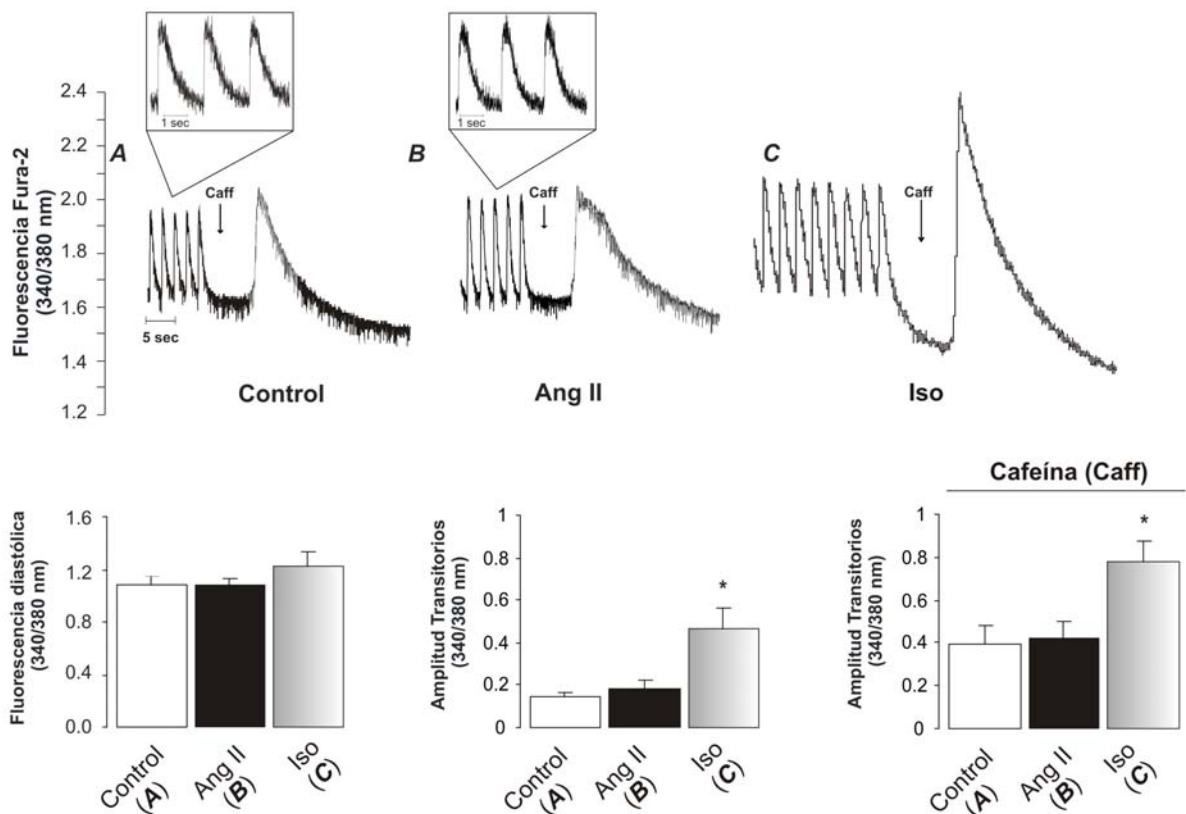 1 sec
1 sec
A
B
C
Fluorescencia Fura-2
(340/380 nm)
2.4
2.2
2.0
1.8
1.6
1.4
1.2
Caff
Caff
Caff
5 sec
Control
Ang II
Iso
Fluorescencia diastólica
(340/380 nm)
1.6
1.2
0.8
0.4
0.0
Control
(A)
Ang II
(B)
Iso
(C)
Amplitud Transitorios
(340/380 nm)
1
0.8
0.6
0.4
0.2
0
*
Control
(A)
Ang II
(B)
Iso
(C)
Cafeína (Caff)
Amplitud Transitorios
(340/380 nm)
1
0.8
0.6
0.4
0.2
0
*
Control
(A)
Ang II
(B)
Iso
(C)